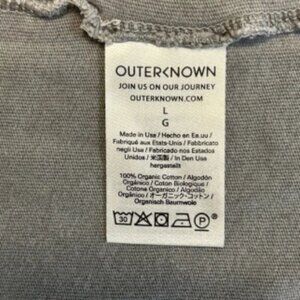 OUTERKNOWN
JOIN US ON OUR JOURNEY
OUTERKNOWN.COM
L
G
Made in Usa / Hecho en Ee.uu /
Fabriqué aux Etats-Unis / Fabbricato
negli Usa / Fabricado nos Estados
Unidos / 米国製 / In Den Usa
hergestellt
100% Organic Cotton / Algodón
Orgánico / Coton Biologique /
Cotone Organico / Algodão
Orgânico / オーガニック・コットン /
Organisch Baumwolle
30 P ®